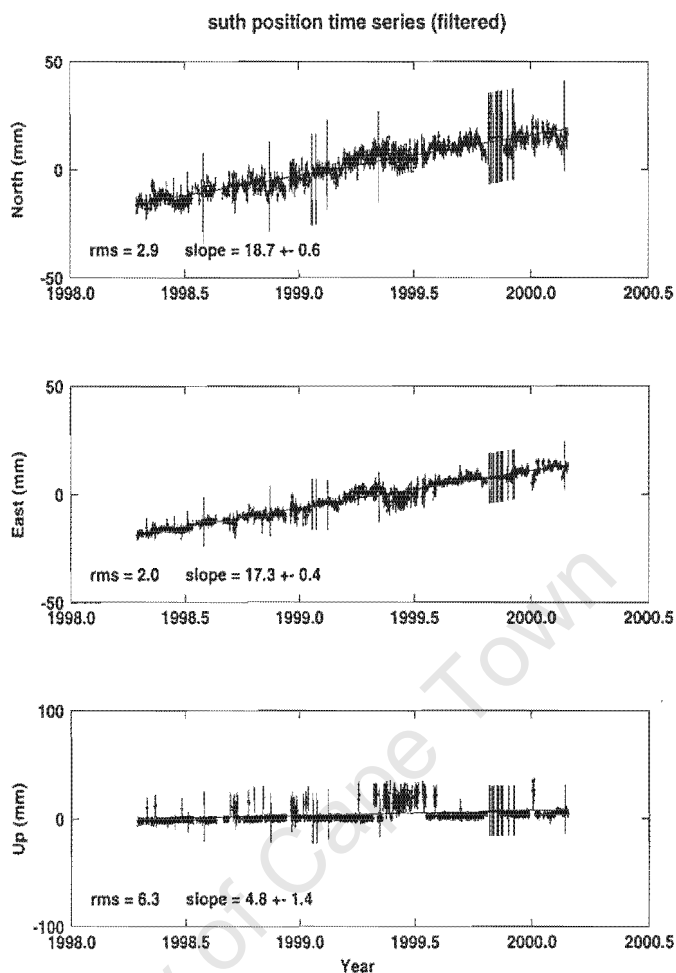 suth position time series (filtered)
50
North (mm)
0
rms = 2.9 slope = 18.7 +- 0.6
-50
1998.0 1998.5 1999.0 1999.5 2000.0 2000.5
50
East (mm)
0
rms = 2.0 slope = 17.3 +- 0.4
-50
1998.0 1998.5 1999.0 1999.5 2000.0 2000.5
100
Up (mm)
0
rms = 6.3 slope = 4.8 +- 1.4
-100
1998.0 1998.5 1999.0 1999.5 2000.0 2000.5
Year
of Cape Town